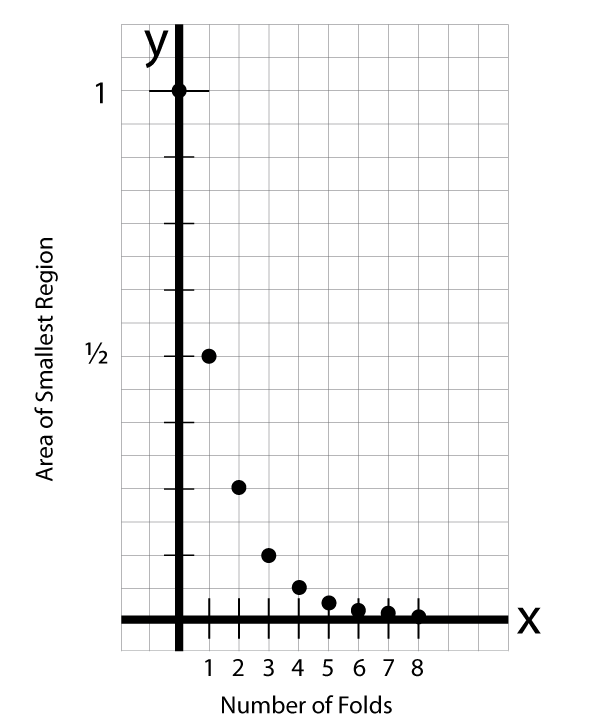 y
1
½
Area of Smallest Region
x
1 2 3 4 5 6 7 8
Number of Folds